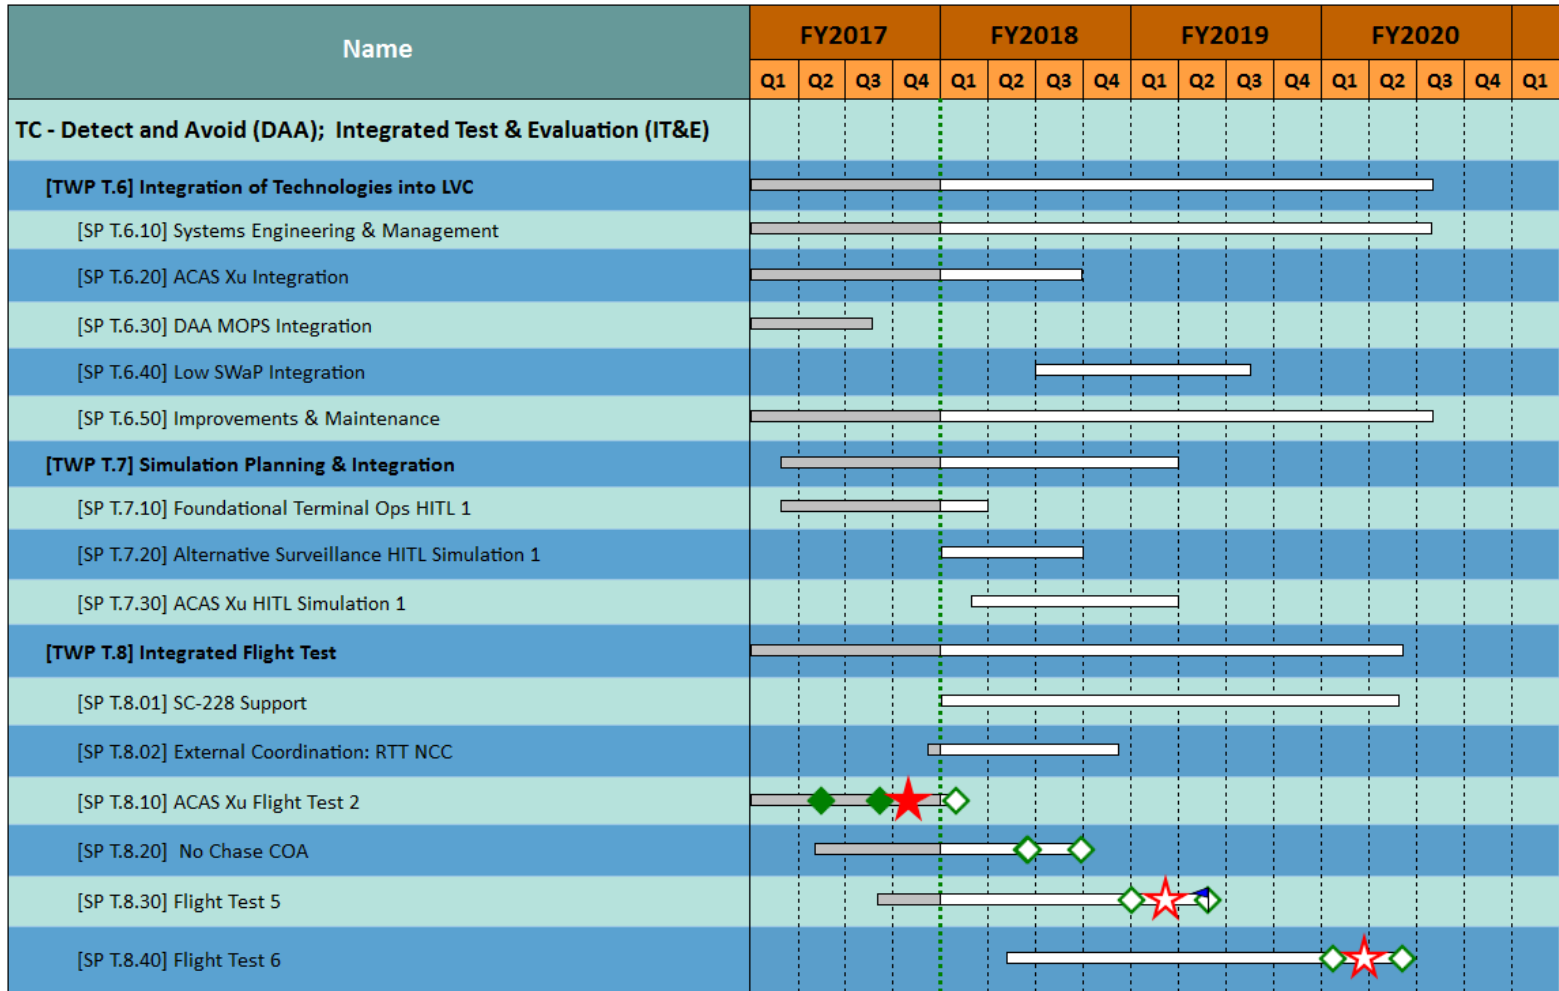 Name
FY2017 FY2018 FY2019 FY2020
Q1 Q2 Q3 Q4 Q1 Q2 Q3 Q4 Q1 Q2 Q3 Q4 Q1 Q2 Q3 Q4 Q1
TC - Detect and Avoid (DAA); Integrated Test & Evaluation (IT&E)
[TWP T.6] Integration of Technologies into LVC
[SP T.6.10] Systems Engineering & Management
[SP T.6.20] ACAS Xu Integration
[SP T.6.30] DAA MOPS Integration
[SP T.6.40] Low SWaP Integration
[SP T.6.50] Improvements & Maintenance
[TWP T.7] Simulation Planning & Integration
[SP T.7.10] Foundational Terminal Ops HITL 1
[SP T.7.20] Alternative Surveillance HITL Simulation 1
[SP T.7.30] ACAS Xu HITL Simulation 1
[TWP T.8] Integrated Flight Test
[SP T.8.01] SC-228 Support
[SP T.8.02] External Coordination: RTT NCC
[SP T.8.10] ACAS Xu Flight Test 2
[SP T.8.20] No Chase COA
[SP T.8.30] Flight Test 5
[SP T.8.40] Flight Test 6